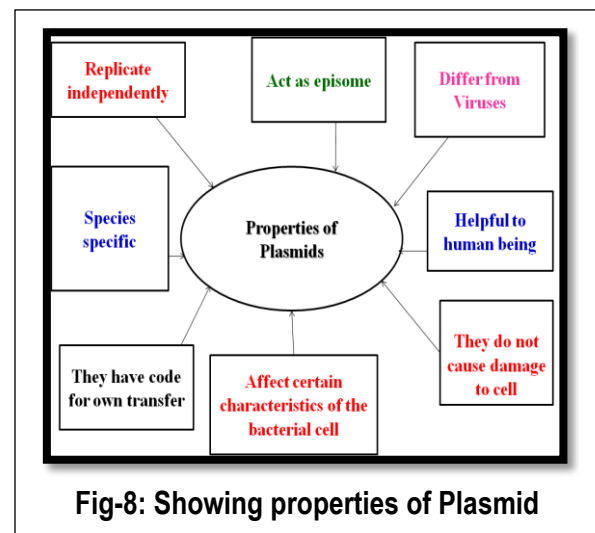 Replicate
independently
Act as episome
Differ from
Viruses
Species
specific
Properties of
Plasmids
Helpful to
human being
They have code
for own transfer
Affect certain
characteristics of the
bacterial cell
They do not
cause damage
to cell
Fig-8: Showing properties of Plasmid